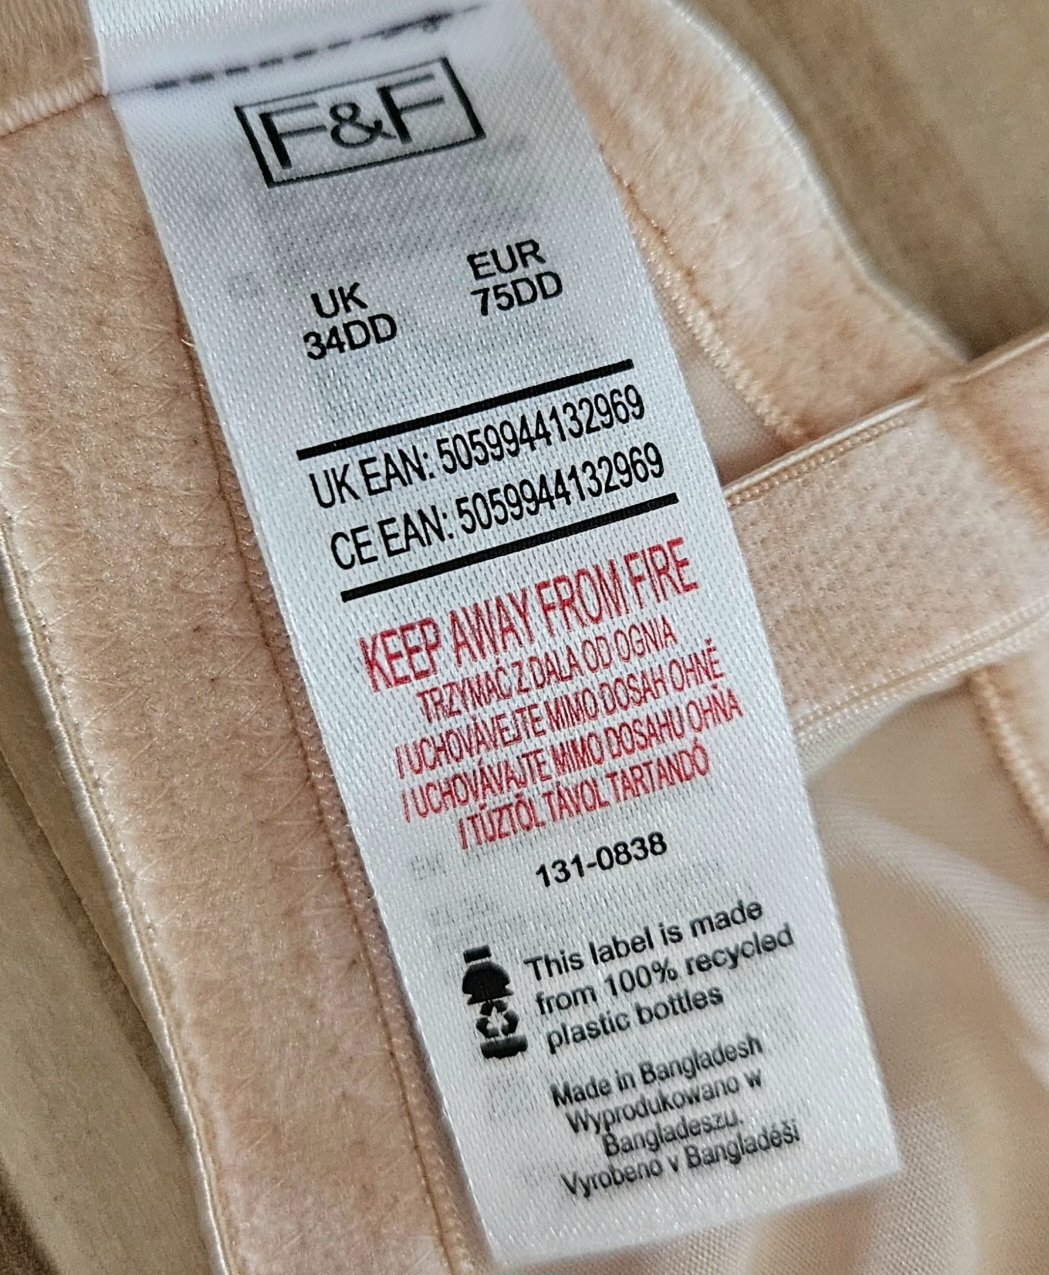 F&F
UK
34DD
EUR
75DD
UK EAN: 5059944132969
CE EAN: 5059944132969
KEEP AWAY FROM FIRE
TRZYMAĆ Z DALA OD OGNIA
/ UCHOVÁVEJTE MIMO DOSAH OHNĚ
/ UCHOVÁVAJTE MIMO DOSAHU OHŇA
/ TŰZTŐL TÁVOL TARTANDÓ
131-0838
This label is made
from 100% recycled
plastic bottles
Made in Bangladesh
Wyprodukowano w
Bangladeszu.
Vyrobeno v Bangladéši